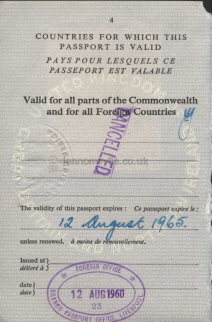 4
COUNTRIES FOR WHICH THIS
PASSPORT IS VALID
PAYS POUR LESQUELS CE
PASSEPORT EST VALABLE
Valid for all parts of the Commonwealth
and for all Foreign Countries
CANCELLED
The validity of this passport expires: Ce passeport expire le:
12 August 1965.
unless renewed. à moins de renouvellement.
Issued at
délivré à
date
date
FOREIGN OFFICE
12 AUG 1960
23
BRANCH PASSPORT OFFICE, LIVERPOOL